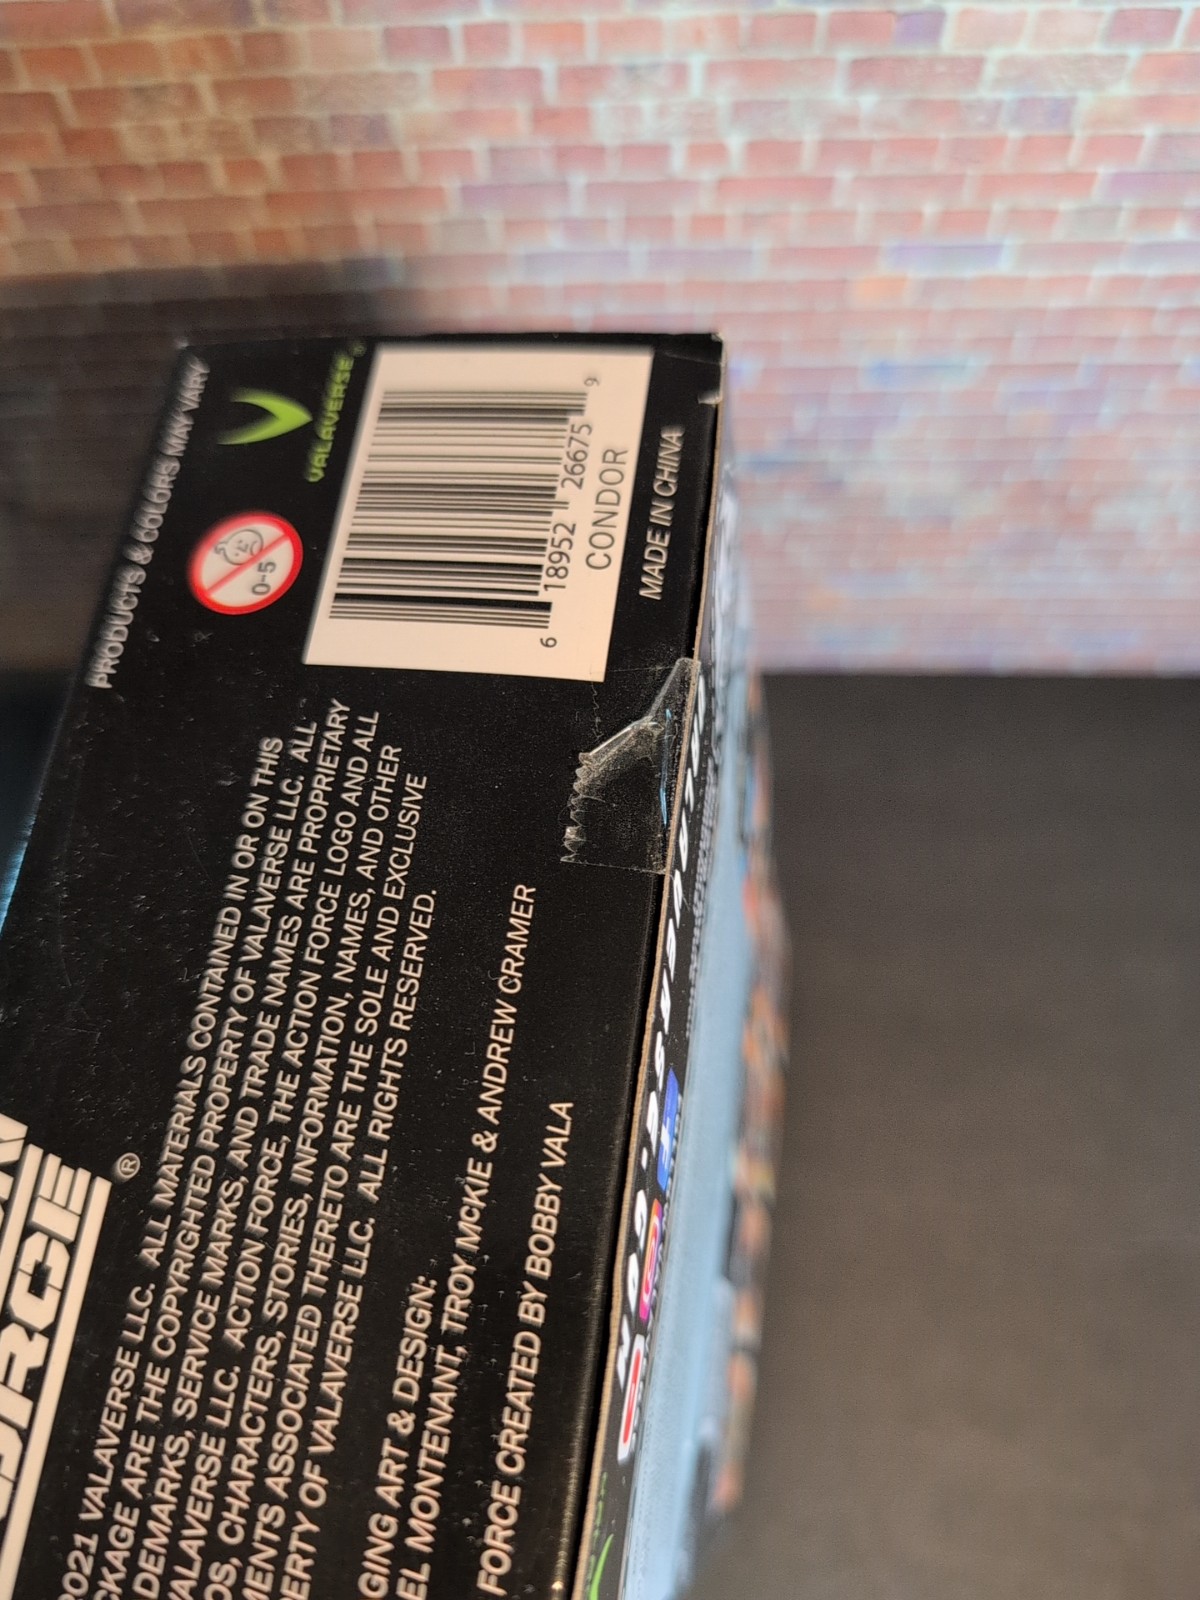 PRODUCTS & COLORS MAY VARY
VALAVERSE
0-5
6 18952 26675 9
CONDOR
MADE IN CHINA
®
2021 VALAVERSE LLC. ALL MATERIALS CONTAINED IN OR ON THIS
CKAGE ARE THE COPYRIGHTED PROPERTY OF VALAVERSE LLC. ALL
DEMARKS, SERVICE MARKS, AND TRADE NAMES ARE PROPRIETARY
VALAVERSE LLC. ACTION FORCE, THE ACTION FORCE LOGO AND ALL
OS, CHARACTERS, STORIES, INFORMATION, NAMES, AND OTHER
MENTS ASSOCIATED THERETO ARE THE SOLE AND EXCLUSIVE
PERTY OF VALAVERSE LLC. ALL RIGHTS RESERVED.
GING ART & DESIGN:
EL MONTENANT, TROY MCKIE & ANDREW CRAMER
FORCE CREATED BY BOBBY VALA